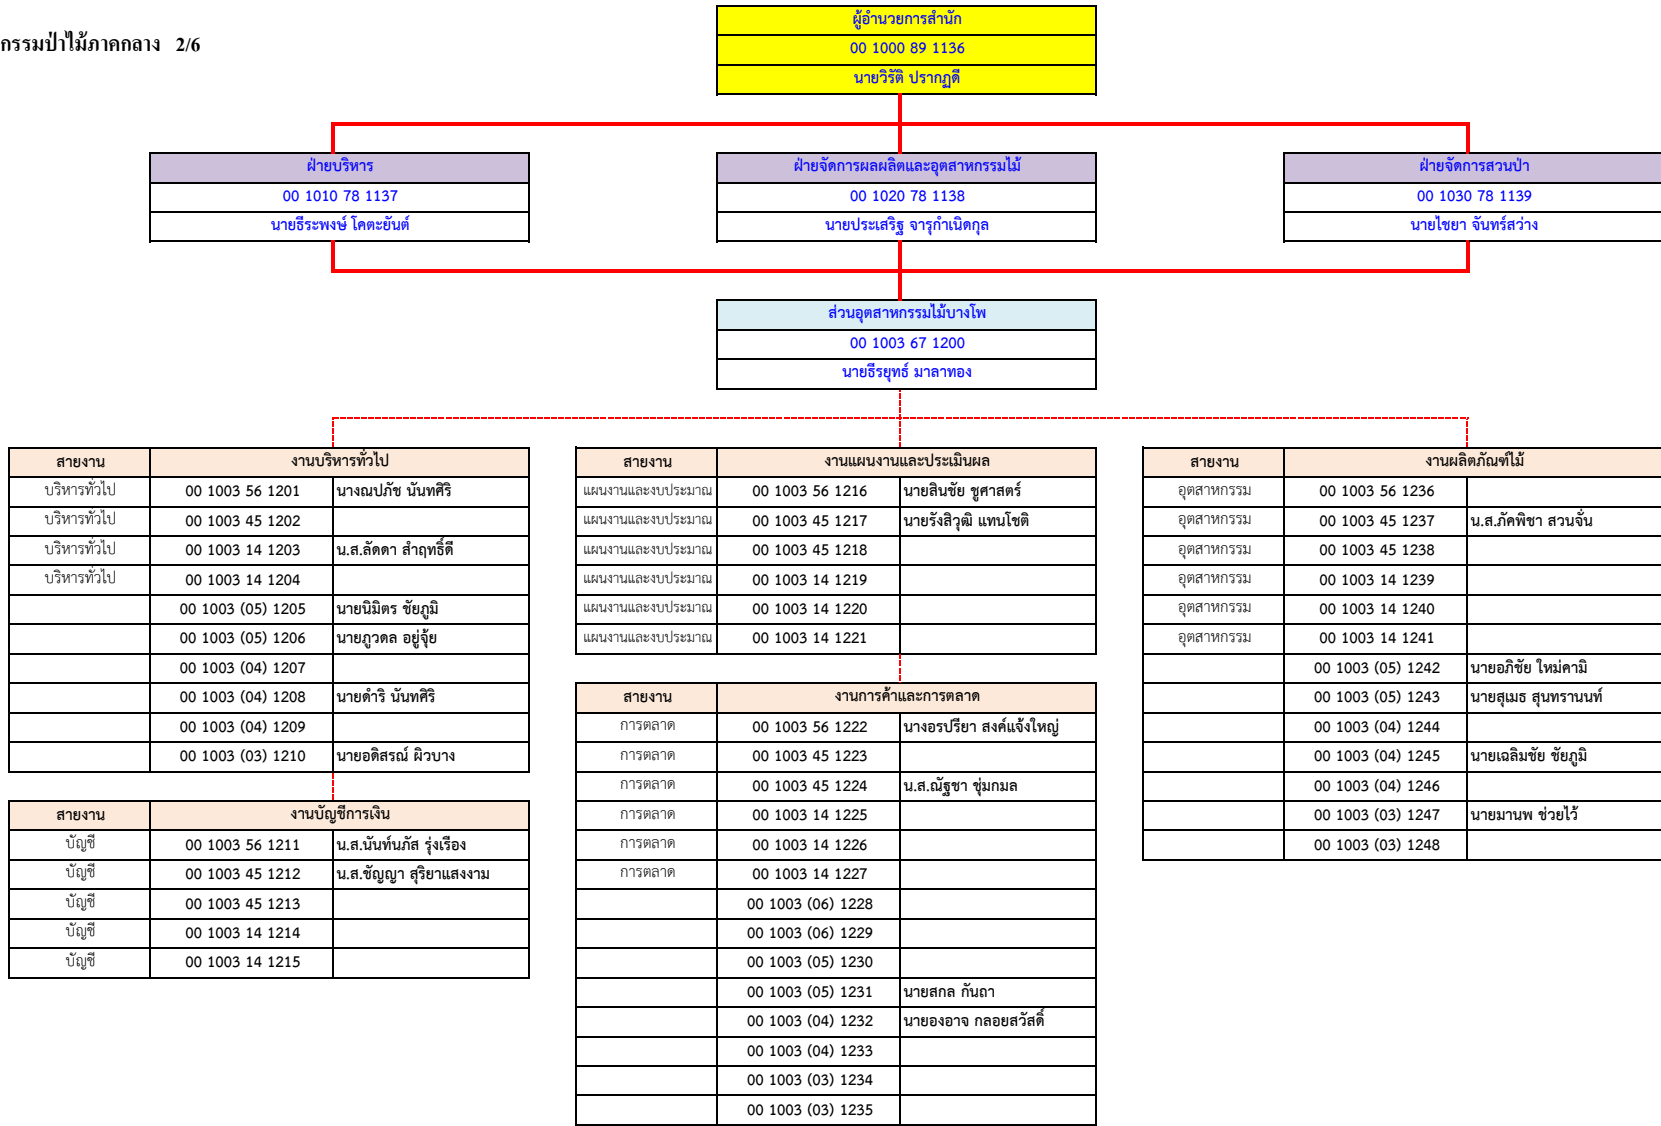 กรรมป่าไม้ภาคกลาง 2/6
ผู้อำนวยการสำนัก
00 1000 89 1136
นายวิรัติ ปรากฏดี
ฝ่ายบริหาร
00 1010 78 1137
นายธีระพงษ์ โคตะยันต์
ฝ่ายจัดการผลผลิตและอุตสาหกรรมไม้
00 1020 78 1138
นายประเสริฐ จารุกำเนิดกุล
ฝ่ายจัดการสวนป่า
00 1030 78 1139
นายไชยา จันทร์สว่าง
ส่วนอุตสาหกรรมไม้บางโพ
00 1003 67 1200
นายธีรยุทธ์ มาลาทอง
สายงาน งานบริหารทั่วไป
บริหารทั่วไป 00 1003 56 1201 นางณปภัช นันทศิริ
บริหารทั่วไป 00 1003 45 1202
บริหารทั่วไป 00 1003 14 1203 น.ส.ลัดดา สำฤทธิ์ดี
บริหารทั่วไป 00 1003 14 1204
00 1003 (05) 1205 นายนิมิตร ชัยภูมิ
00 1003 (05) 1206 นายภูวดล อยู่จุ้ย
00 1003 (04) 1207
00 1003 (04) 1208 นายดำริ นันทศิริ
00 1003 (04) 1209
00 1003 (03) 1210 นายอดิสรณ์ ผิวบาง
สายงาน งานบัญชีการเงิน
บัญชี 00 1003 56 1211 น.ส.นันท์นภัส รุ่งเรือง
บัญชี 00 1003 45 1212 น.ส.ชัญญา สุริยาแสงงาม
บัญชี 00 1003 45 1213
บัญชี 00 1003 14 1214
บัญชี 00 1003 14 1215
สายงาน งานแผนงานและประเมินผล
แผนงานและงบประมาณ 00 1003 56 1216 นายสินชัย ชูศาสตร์
แผนงานและงบประมาณ 00 1003 45 1217 นายรังสิวุฒิ แทนโชติ
แผนงานและงบประมาณ 00 1003 45 1218
แผนงานและงบประมาณ 00 1003 14 1219
แผนงานและงบประมาณ 00 1003 14 1220
แผนงานและงบประมาณ 00 1003 14 1221
สายงาน งานการค้าและการตลาด
การตลาด 00 1003 56 1222 นางอรปรียา สงค์แจ้งใหญ่
การตลาด 00 1003 45 1223
การตลาด 00 1003 45 1224 น.ส.ณัฐชา ชุ่มกมล
การตลาด 00 1003 14 1225
การตลาด 00 1003 14 1226
การตลาด 00 1003 14 1227
00 1003 (06) 1228
00 1003 (06) 1229
00 1003 (05) 1230
00 1003 (05) 1231 นายสกล กันถา
00 1003 (04) 1232 นายองอาจ กลอยสวัสดิ์
00 1003 (04) 1233
00 1003 (03) 1234
00 1003 (03) 1235
สายงาน งานผลิตภัณฑ์ไม้
อุตสาหกรรม 00 1003 56 1236
อุตสาหกรรม 00 1003 45 1237 น.ส.ภัคพิชา สวนจั่น
อุตสาหกรรม 00 1003 45 1238
อุตสาหกรรม 00 1003 14 1239
อุตสาหกรรม 00 1003 14 1240
อุตสาหกรรม 00 1003 14 1241
00 1003 (05) 1242 นายอภิชัย ใหม่คามิ
00 1003 (05) 1243 นายสุเมธ สุนทรานนท์
00 1003 (04) 1244
00 1003 (04) 1245 นายเฉลิมชัย ชัยภูมิ
00 1003 (04) 1246
00 1003 (03) 1247 นายมานพ ช่วยไว้
00 1003 (03) 1248